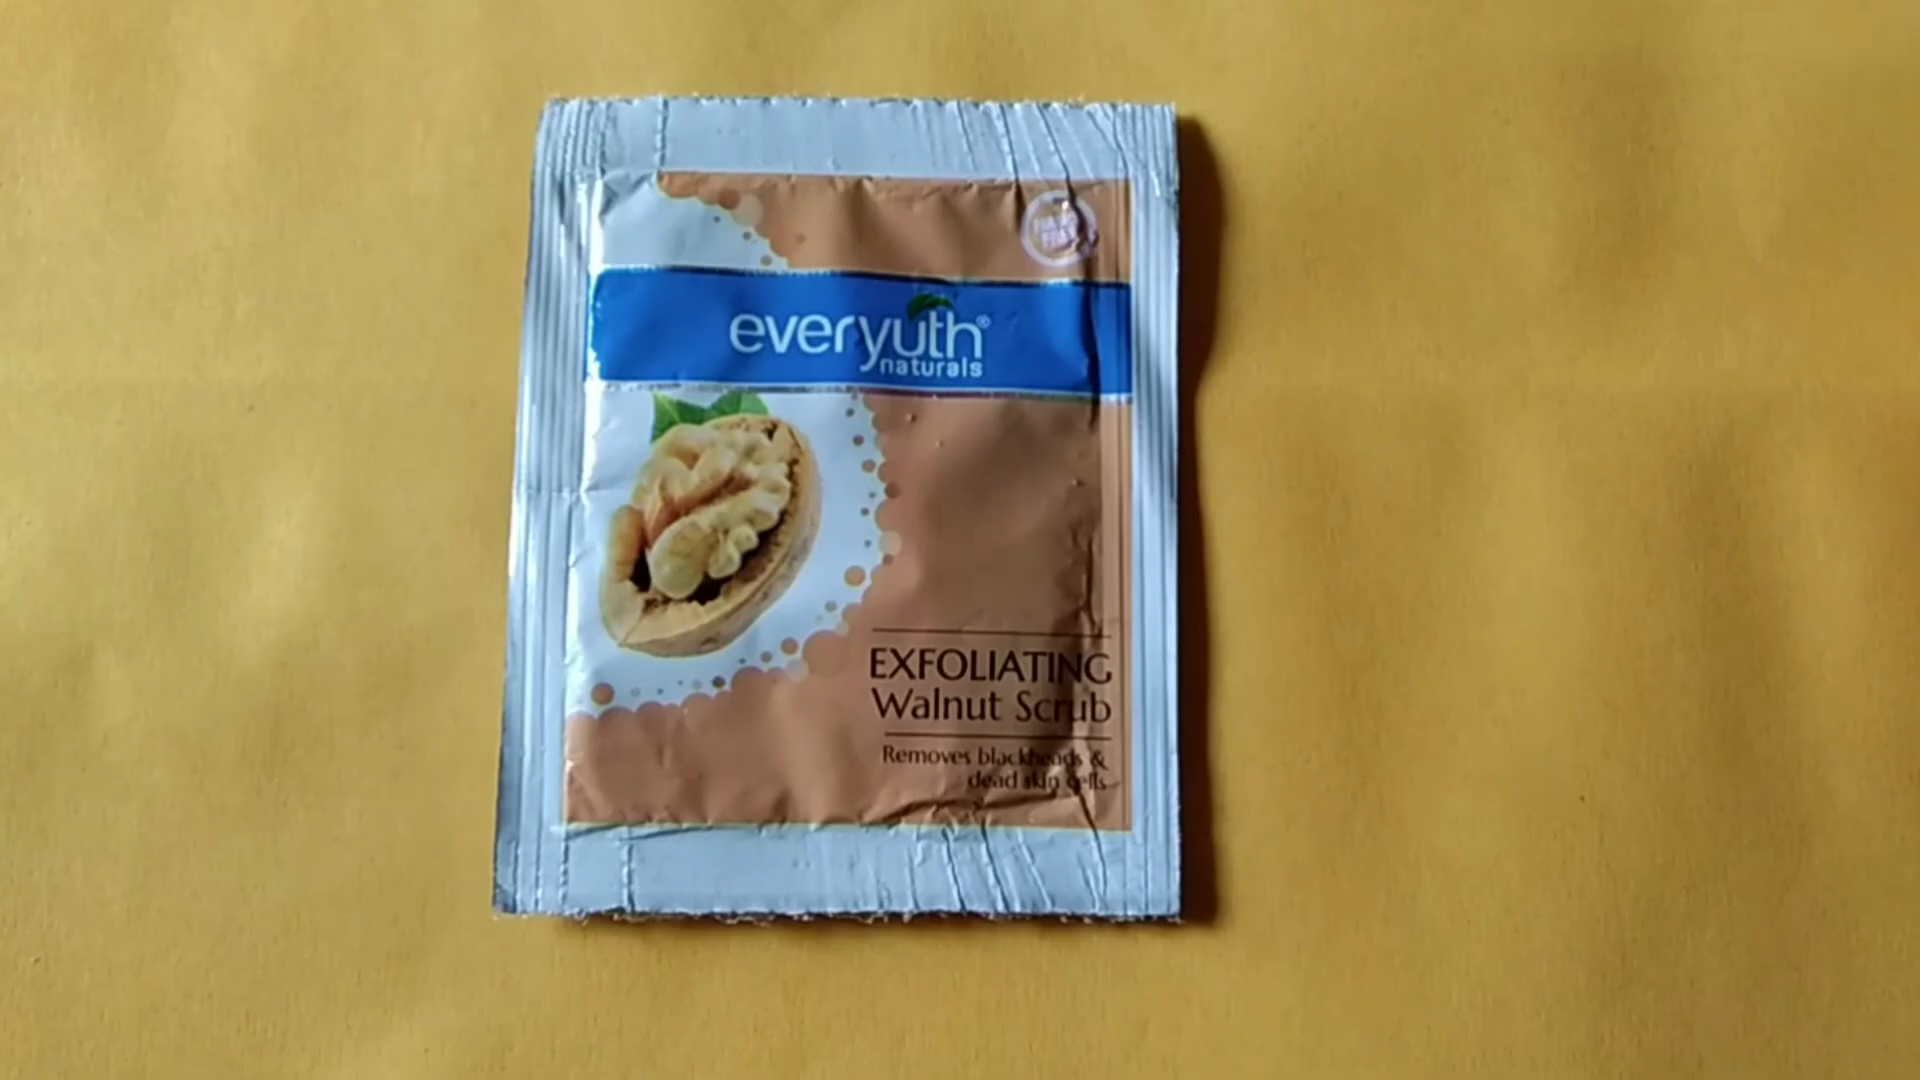 everyuth®
naturals
EXFOLIATING
Walnut Scrub
Removes blackheads &
dead skin cells